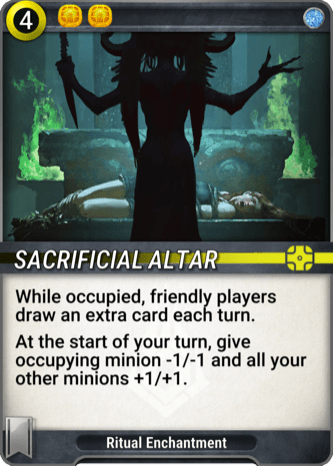 4
SACRIFICIAL ALTAR
While occupied, friendly players
draw an extra card each turn.
At the start of your turn, give
occupying minion -1/-1 and all your
other minions +1/+1.
Ritual Enchantment